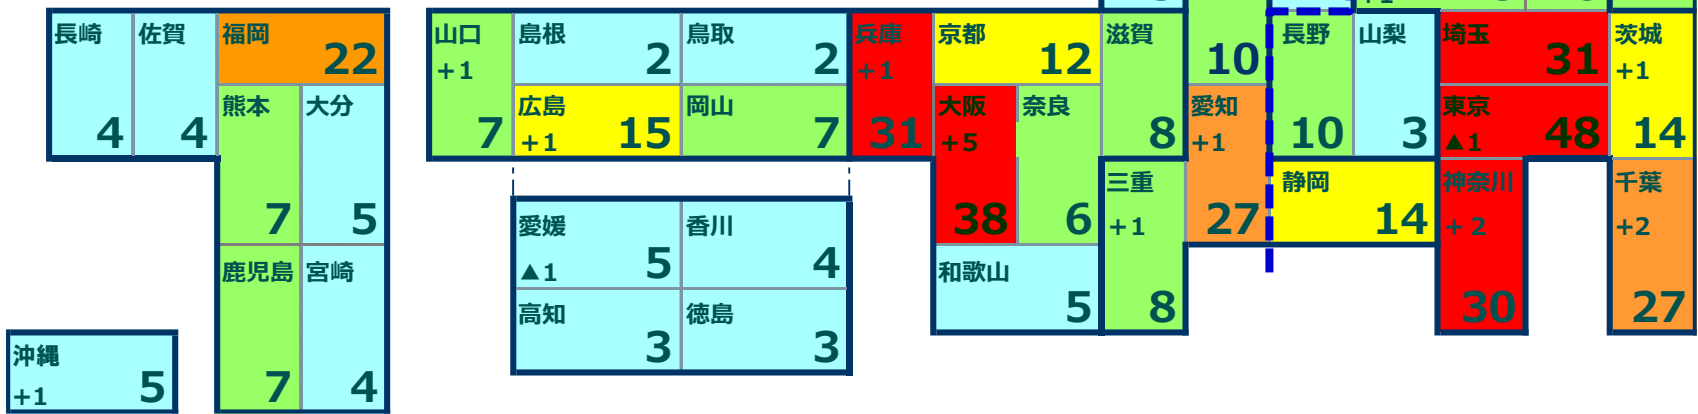 長崎
4
佐賀
4
福岡
22
熊本
7
大分
5
鹿児島
7
宮崎
4
沖縄
+1
5
山口
+1
7
島根
2
鳥取
2
広島
+1
15
岡山
7
愛媛
▲1
5
香川
4
高知
3
徳島
3
兵庫
+1
31
京都
12
滋賀
8
大阪
+5
38
奈良
6
和歌山
5
三重
+1
8
10
愛知
+1
27
長野
10
山梨
3
静岡
14
埼玉
31
東京
▲1
48
神奈川
+2
30
茨城
+1
14
千葉
+2
27